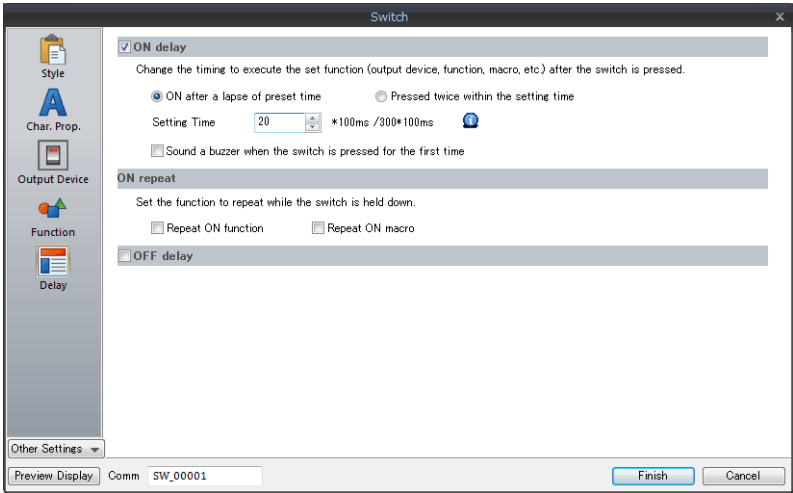 Switch
x
Style
Char. Prop.
Output Device
Function
Delay
Other Settings
ON delay
Change the timing to execute the set function (output device, function, macro, etc.) after the switch is pressed.
ON after a lapse of preset time Pressed twice within the setting time
Setting Time 20 *100ms /300*100ms
Sound a buzzer when the switch is pressed for the first time
ON repeat
Set the function to repeat while the switch is held down.
Repeat ON function Repeat ON macro
OFF delay
Preview Display Comm SW_00001 Finish Cancel